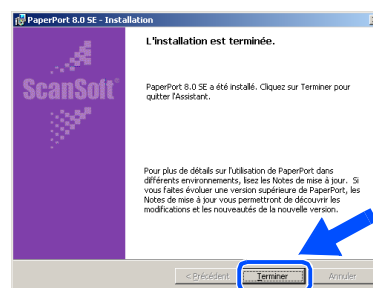 PaperPort 8.0 SE - Installation
L'installation est terminée.
ScanSoft
PaperPort 8.0 SE a été installé. Cliquez sur Terminer pour
quitter l'Assistant.
Pour plus de détails sur l'utilisation de PaperPort dans
différents environnements, lisez les Notes de mise à jour. Si
vous faites évoluer une version supérieure de PaperPort, les
Notes de mise à jour vous permettront de découvrir les
modifications et les nouveautés de la nouvelle version.
< Précédent Terminer Annuler